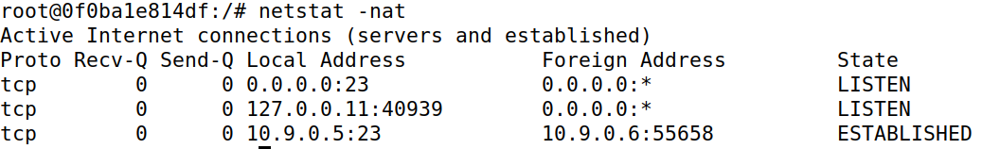 root@0f0ba1e814df:/# netstat -nat
Active Internet connections (servers and established)
Proto Recv-Q Send-Q Local Address           Foreign Address         State
tcp        0      0 0.0.0.0:23              0.0.0.0:*               LISTEN
tcp        0      0 127.0.0.11:40939        0.0.0.0:*               LISTEN
tcp        0      0 10.9.0.5:23             10.9.0.6:55658          ESTABLISHED